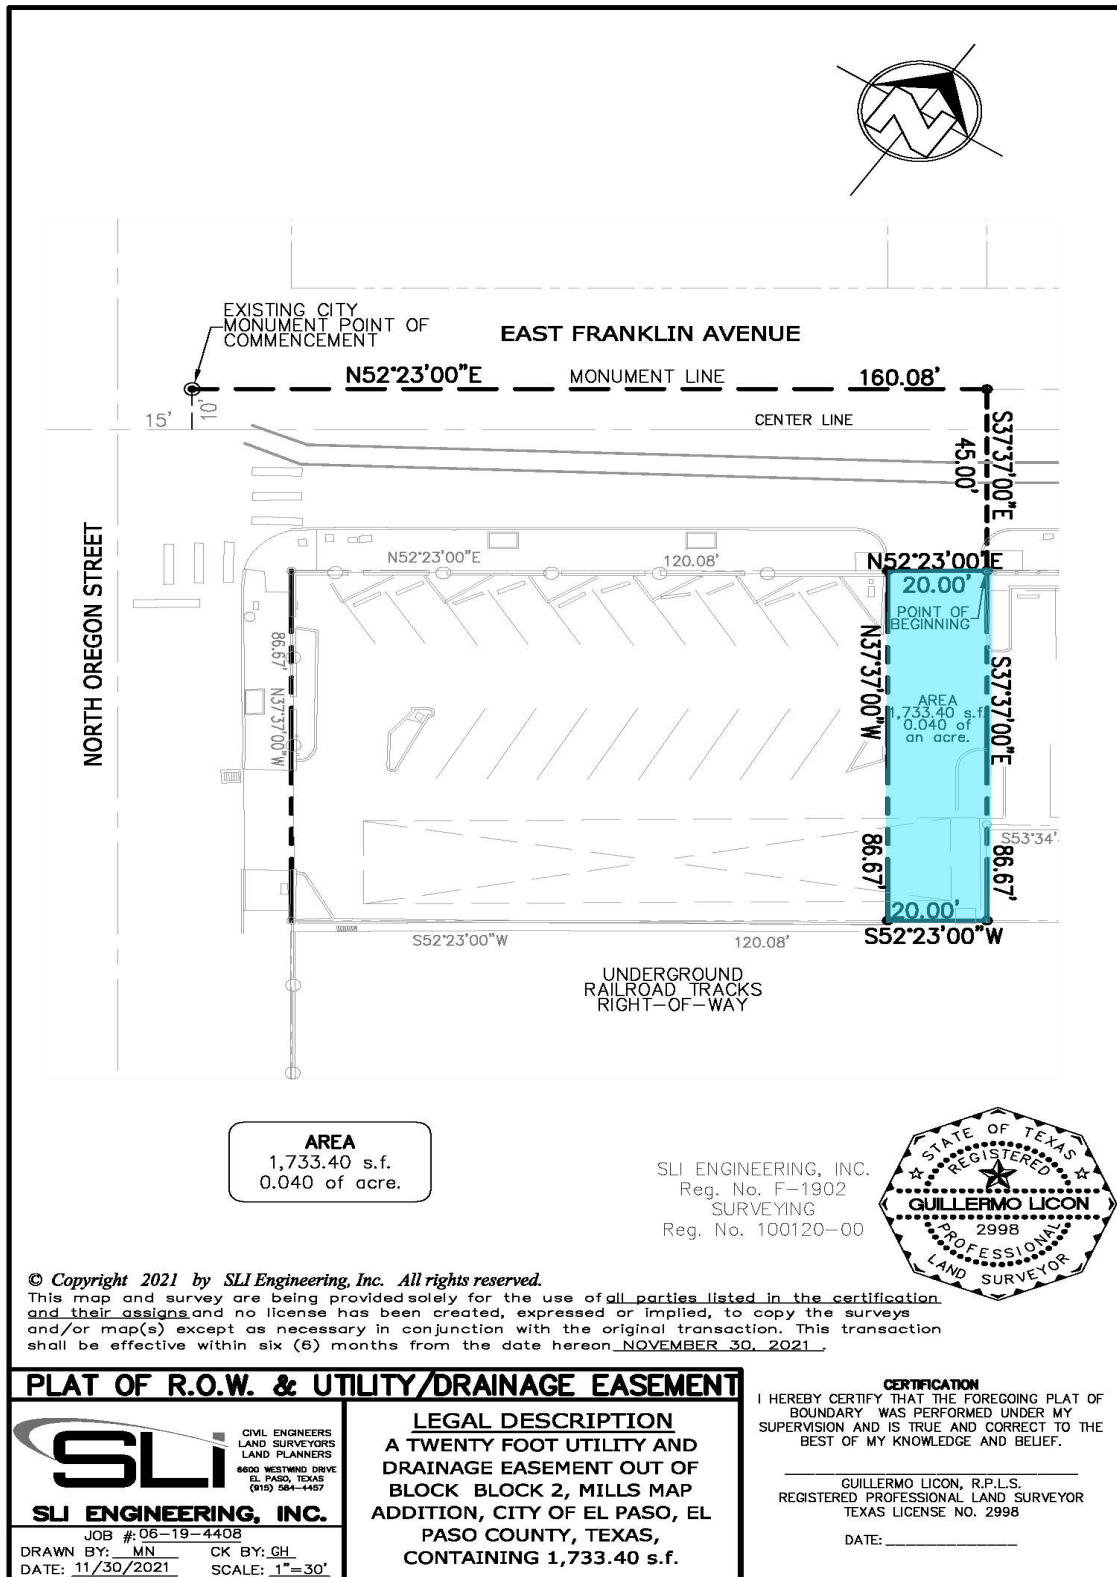 EXISTING CITY
MONUMENT POINT OF
COMMENCEMENT
EAST FRANKLIN AVENUE
N52°23'00"E
MONUMENT LINE
160.08'
15'
10'
CENTER LINE
S37°37'00"E
45.00'
NORTH OREGON STREET
N52°23'00"E
120.08'
N52°23'00"E
20.00'
POINT OF
BEGINNING
86.67'
N37°37'00"W
N37°37'00"W
S37°37'00"E
AREA
1,733.40 s.f.
0.040 of
an acre.
S53°34'
86.67'
86.67'
20.00'
S52°23'00"W
S52°23'00"W
120.08'
UNDERGROUND
RAILROAD TRACKS
RIGHT-OF-WAY
AREA
1,733.40 s.f.
0.040 of acre.
SLI ENGINEERING, INC.
Reg. No. F-1902
SURVEYING
Reg. No. 100120-00
STATE OF TEXAS
REGISTERED
GUILLERMO LICON
2998
PROFESSIONAL
LAND SURVEYOR
© Copyright 2021 by SLI Engineering, Inc. All rights reserved.
This map and survey are being provided solely for the use of all parties listed in the certification
and their assigns and no license has been created, expressed or implied, to copy the surveys
and/or map(s) except as necessary in conjunction with the original transaction. This transaction
shall be effective within six (6) months from the date hereon NOVEMBER 30, 2021 .
PLAT OF R.O.W. & UTILITY/DRAINAGE EASEMENT
SLI
CIVIL ENGINEERS
LAND SURVEYORS
LAND PLANNERS
6600 WESTWIND DRIVE
EL PASO, TEXAS
(915) 584-4457
SLI ENGINEERING, INC.
JOB #: 06-19-4408
DRAWN BY: MN CK BY: GH
DATE: 11/30/2021 SCALE: 1"=30'
LEGAL DESCRIPTION
A TWENTY FOOT UTILITY AND
DRAINAGE EASEMENT OUT OF
BLOCK BLOCK 2, MILLS MAP
ADDITION, CITY OF EL PASO, EL
PASO COUNTY, TEXAS,
CONTAINING 1,733.40 s.f.
CERTIFICATION
I HEREBY CERTIFY THAT THE FOREGOING PLAT OF
BOUNDARY WAS PERFORMED UNDER MY
SUPERVISION AND IS TRUE AND CORRECT TO THE
BEST OF MY KNOWLEDGE AND BELIEF.
GUILLERMO LICON, R.P.L.S.
REGISTERED PROFESSIONAL LAND SURVEYOR
TEXAS LICENSE NO. 2998
DATE: _____________